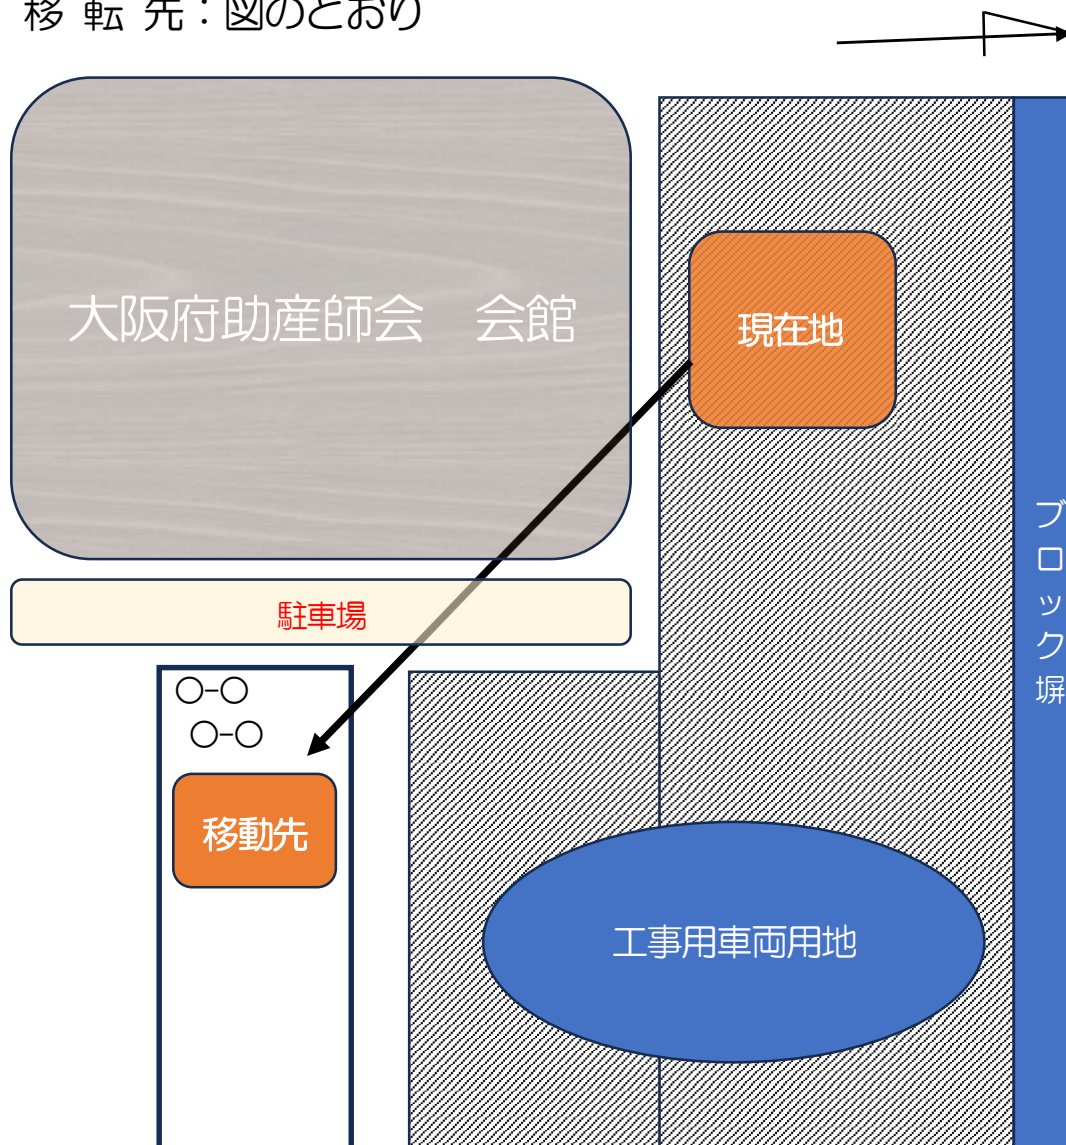 移 転 先：図のとおり
大阪府助産師会　会館
現在地
ブロック塀
駐車場
○-○
○-○
移動先
工事用車両用地